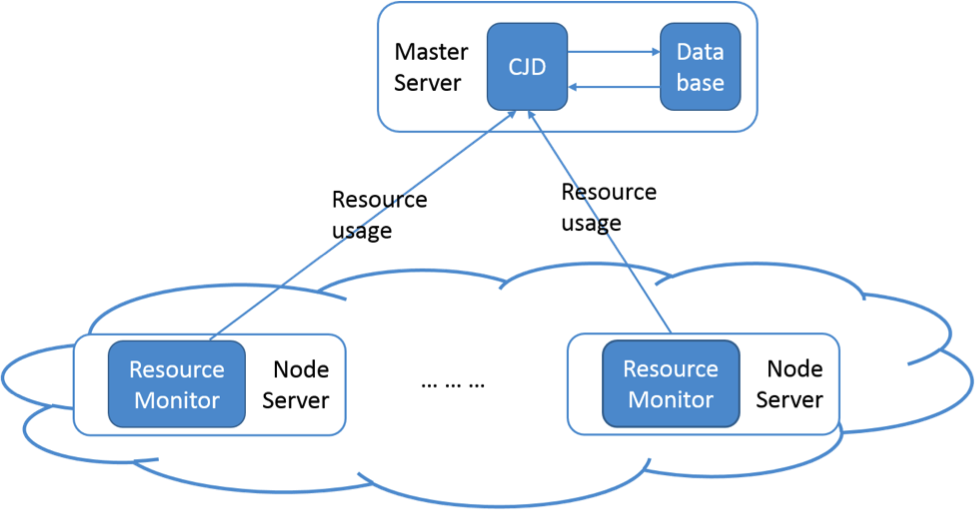 Master
Server
CJD
Data
base
Resource
usage
Resource
usage
Resource
Monitor
Node
Server
... ... ...
Resource
Monitor
Node
Server